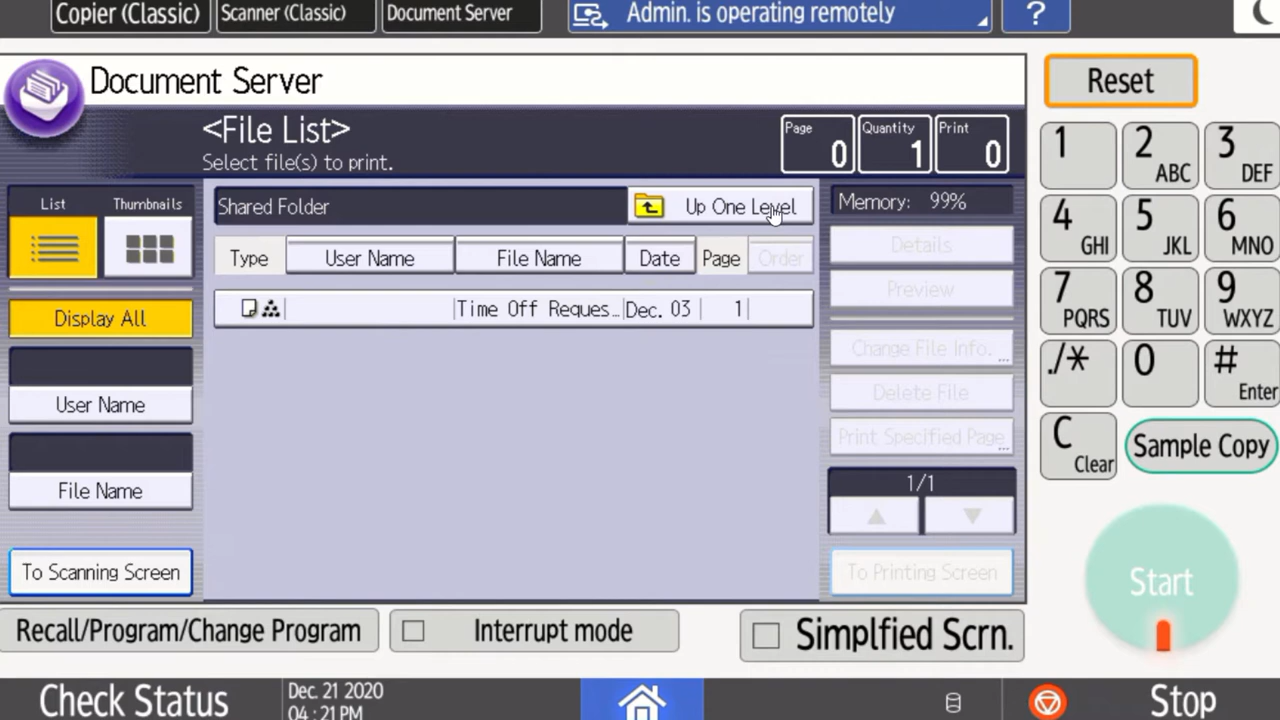 Copier (Classic)
Scanner (Classic)
Document Server
Admin. is operating remotely
?
Document Server
<File List>
Select file(s) to print.
Page
0
Quantity
1
Print
0
Reset
List
Thumbnails
Shared Folder
Up One Level
Memory: 99%
Type
User Name
File Name
Date
Page
Order
Details
Preview
Display All
Time Off Reques…
Dec. 03
1
Change File Info.…
Delete File
Print Specified Page…
User Name
File Name
1/1
▲
▼
To Scanning Screen
To Printing Screen
1
2 ABC
3 DEF
4 GHI
5 JKL
6 MNO
7 PQRS
8 TUV
9 WXYZ
./*
0
# Enter
C Clear
Sample Copy
Start
Recall/Program/Change Program
Interrupt mode
Simplfied Scrn.
Check Status
Dec. 21 2020
04:21PM
Stop